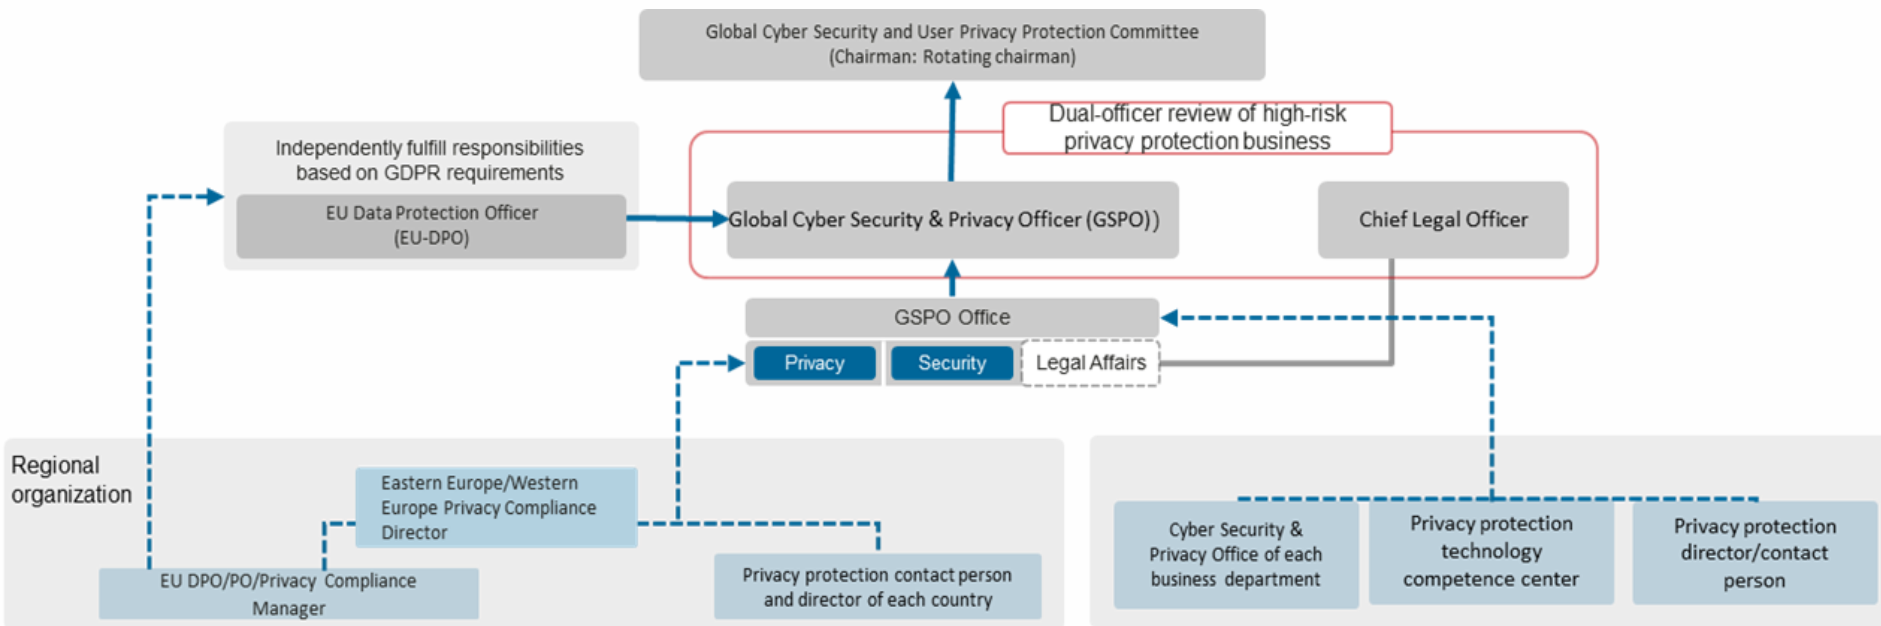 Global Cyber Security and User Privacy Protection Committee
(Chairman: Rotating chairman)
Dual-officer review of high-risk
privacy protection business
Independently fulfill responsibilities
based on GDPR requirements
EU Data Protection Officer
(EU-DPO)
Global Cyber Security & Privacy Officer (GSPO))
Chief Legal Officer
GSPO Office
Privacy
Security
Legal Affairs
Regional
organization
Eastern Europe/Western
Europe Privacy Compliance
Director
EU DPO/PO/Privacy Compliance
Manager
Privacy protection contact person
and director of each country
Cyber Security &
Privacy Office of each
business department
Privacy protection
technology
competence center
Privacy protection
director/contact
person